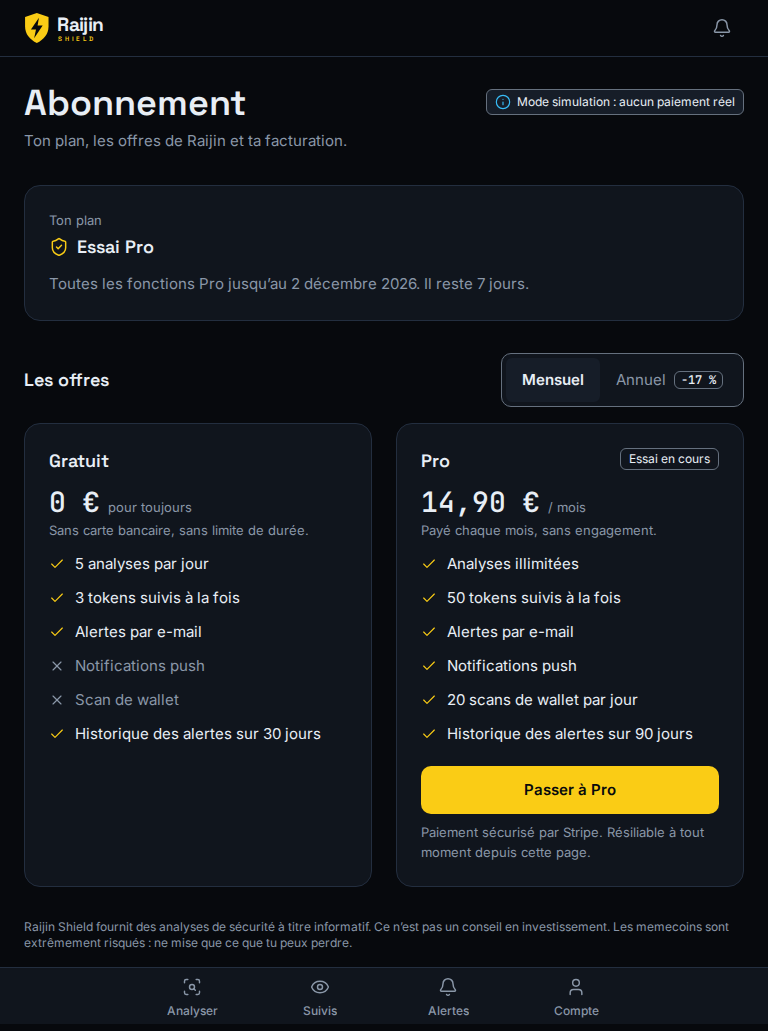 Raijin
SHIELD
Abonnement
Mode simulation : aucun paiement réel
Ton plan, les offres de Raijin et ta facturation.
Ton plan
Essai Pro
Toutes les fonctions Pro jusqu’au 2 décembre 2026. Il reste 7 jours.
Les offres
Mensuel
Annuel
-17 %
Gratuit
0 € pour toujours
Sans carte bancaire, sans limite de durée.
5 analyses par jour
3 tokens suivis à la fois
Alertes par e-mail
Notifications push
Scan de wallet
Historique des alertes sur 30 jours
Pro
Essai en cours
14,90 € / mois
Payé chaque mois, sans engagement.
Analyses illimitées
50 tokens suivis à la fois
Alertes par e-mail
Notifications push
20 scans de wallet par jour
Historique des alertes sur 90 jours
Passer à Pro
Paiement sécurisé par Stripe. Résiliable à tout
moment depuis cette page.
Raijin Shield fournit des analyses de sécurité à titre informatif. Ce n’est pas un conseil en investissement. Les memecoins sont
extrêmement risqués : ne mise que ce que tu peux perdre.
Analyser
Suivis
Alertes
Compte